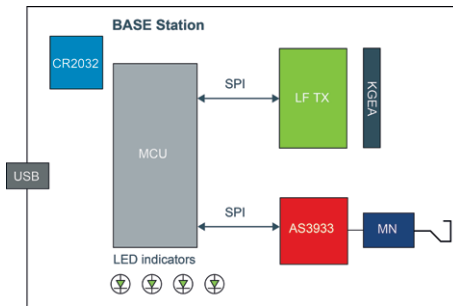 BASE Station
CR2032
MCU
SPI
LF TX
KGEA
USB
SPI
AS3933
MN
LED indicators